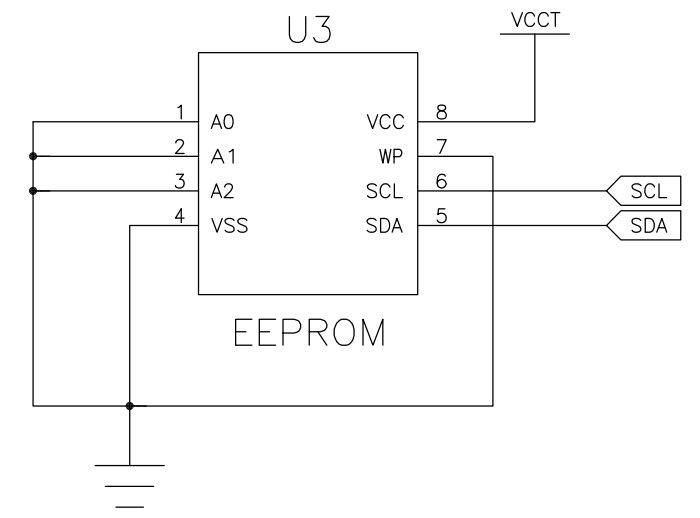 U3
VCCT
1 A0 VCC 8
2 A1 WP 7
3 A2 SCL 6 SCL
4 VSS SDA 5 SDA
EEPROM